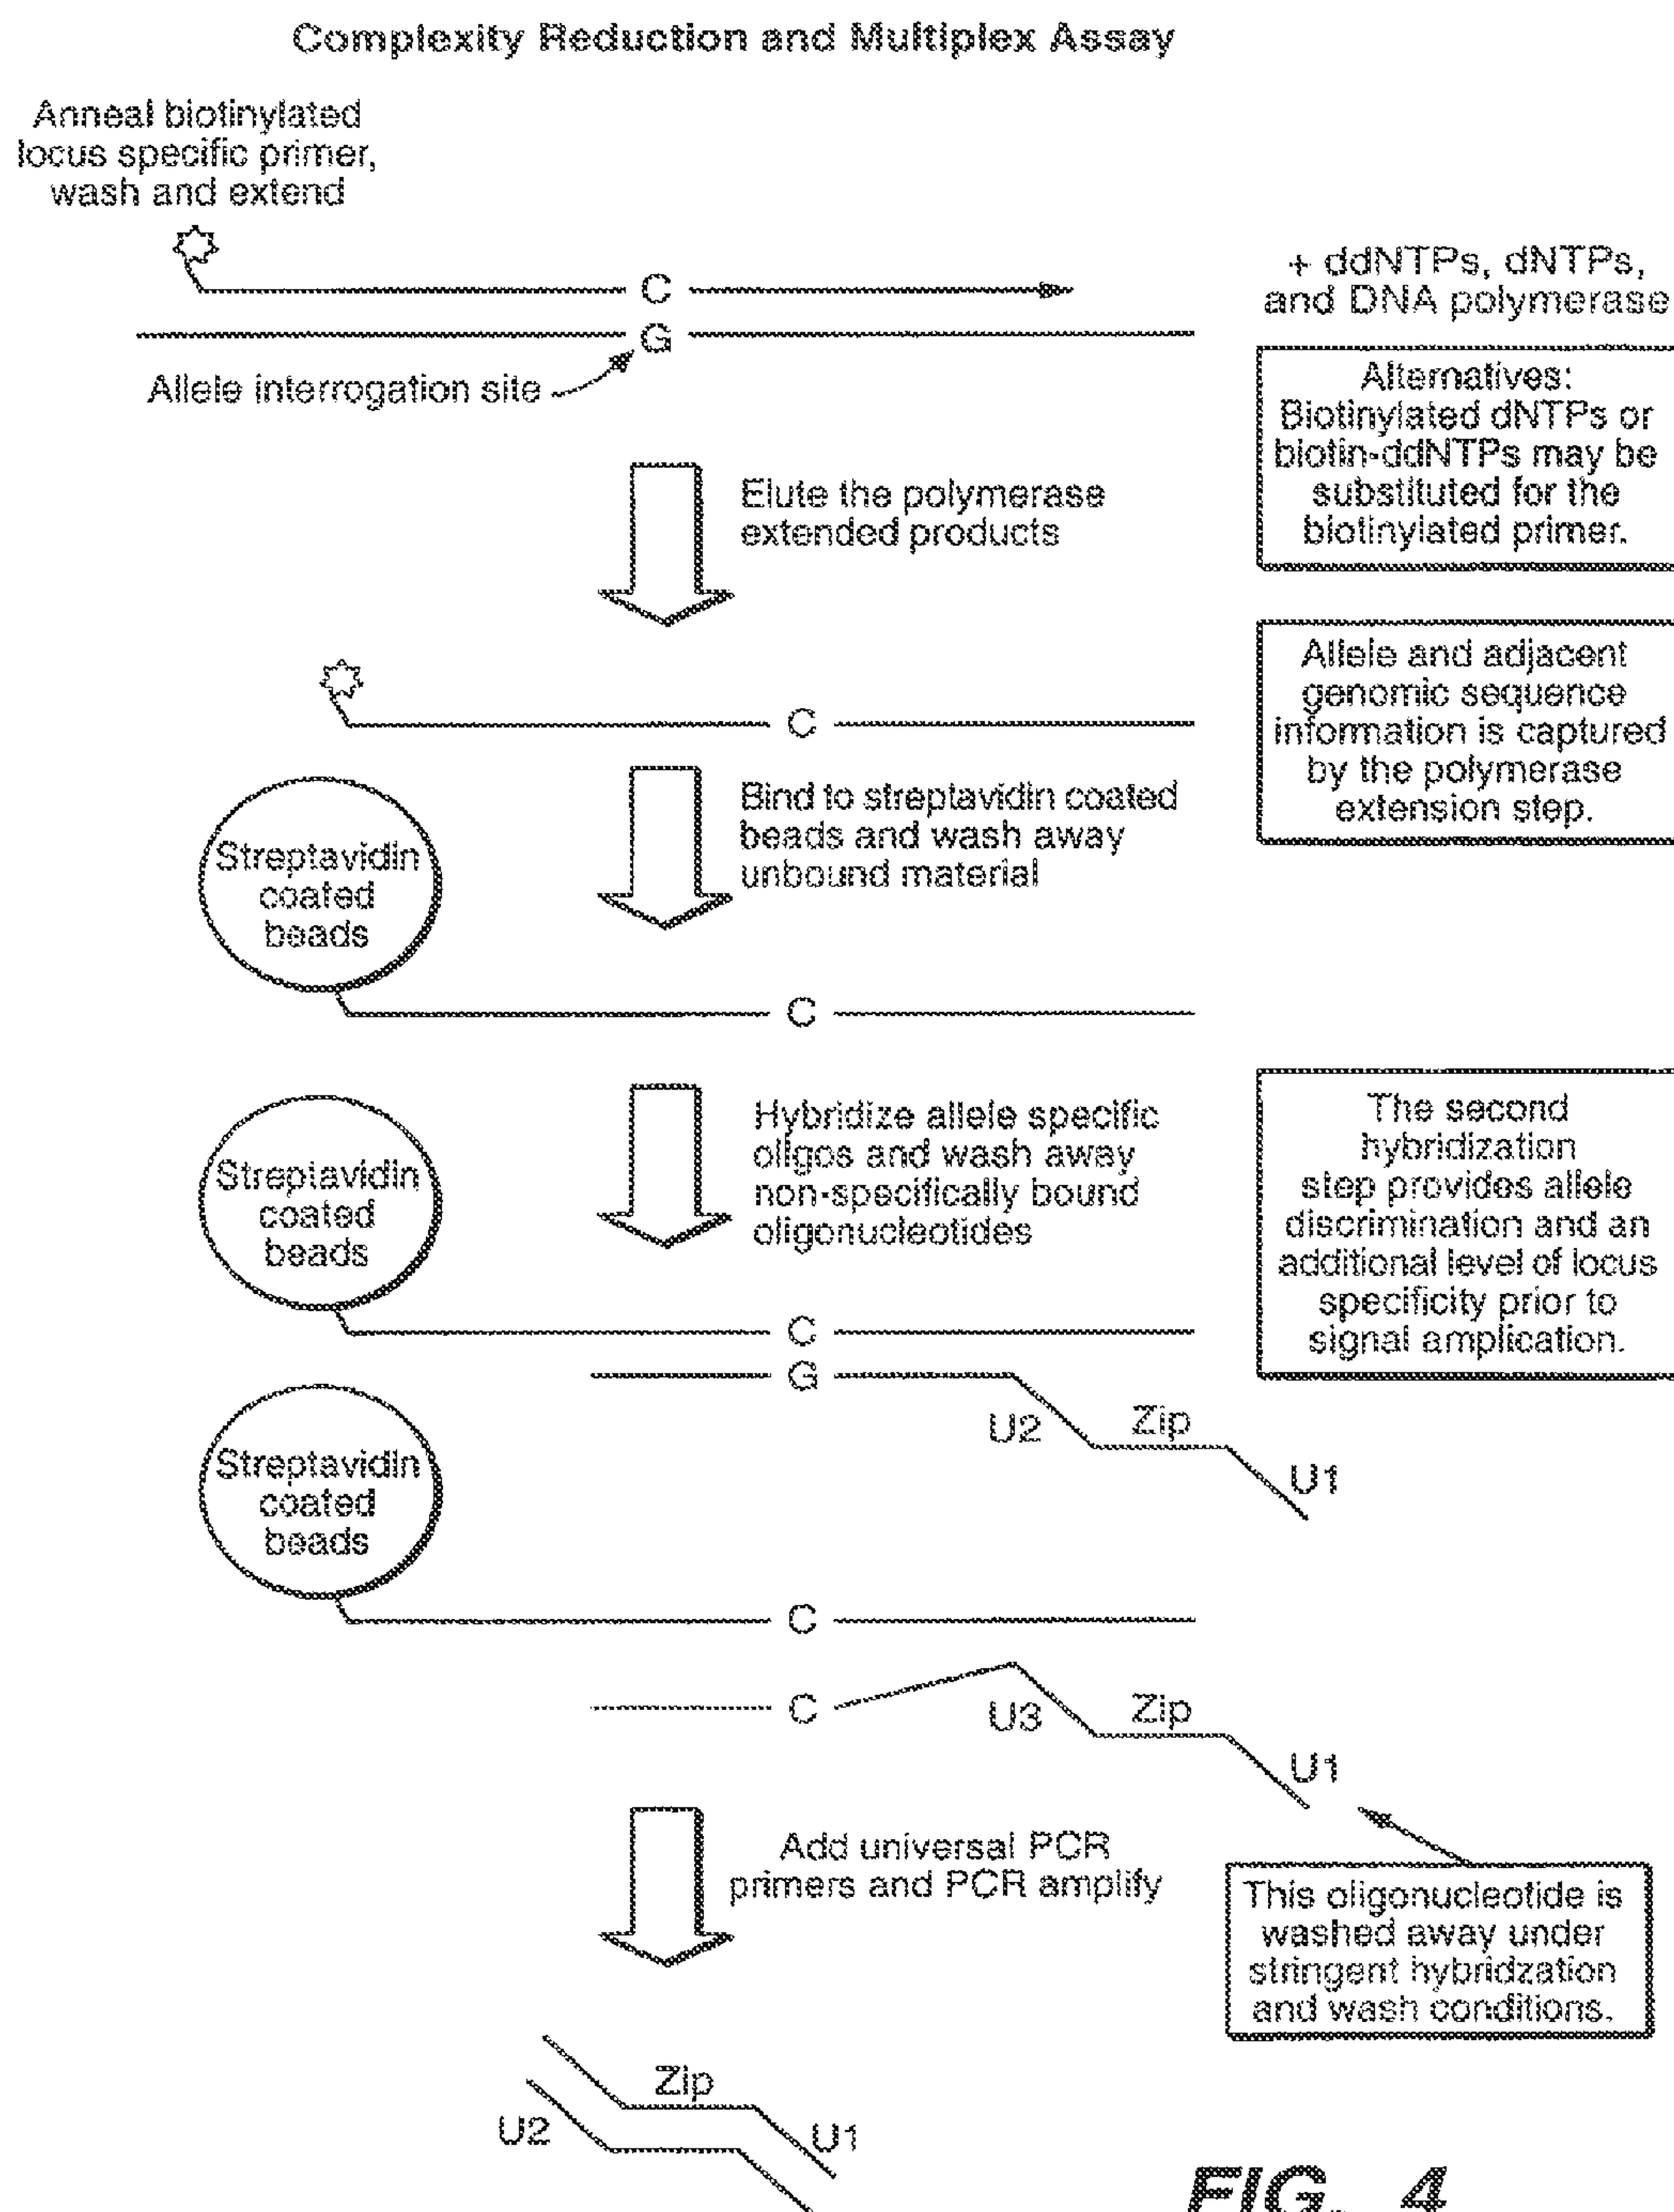 Complexity Reduction and Multiplex Assay
Anneal biotinylated
locus specific primer,
wash and extend
C
+ ddNTPs, dNTPs,
and DNA polymerase
G
Allele interrogation site
Alternatives:
Biotinylated dNTPs or
biotin-ddNTPs may be
substituted for the
biotinylated primer.
Elute the polymerase
extended products
Allele and adjacent
genomic sequence
information is captured
by the polymerase
extension step.
C
Bind to streptavidin coated
beads and wash away
unbound material
Streptavidin
coated
beads
C
Hybridize allele specific
oligos and wash away
non-specifically bound
oligonucleotides
The second
hybridization
step provides allele
discrimination and an
additional level of locus
specificity prior to
signal amplication.
Streptavidin
coated
beads
C
G
U2
Zip
U1
Streptavidin
coated
beads
C
C
U3
Zip
U1
Add universal PCR
primers and PCR amplify
This oligonucleotide is
washed away under
stringent hybridzation
and wash conditions.
Zip
U2
U1
FIG._4